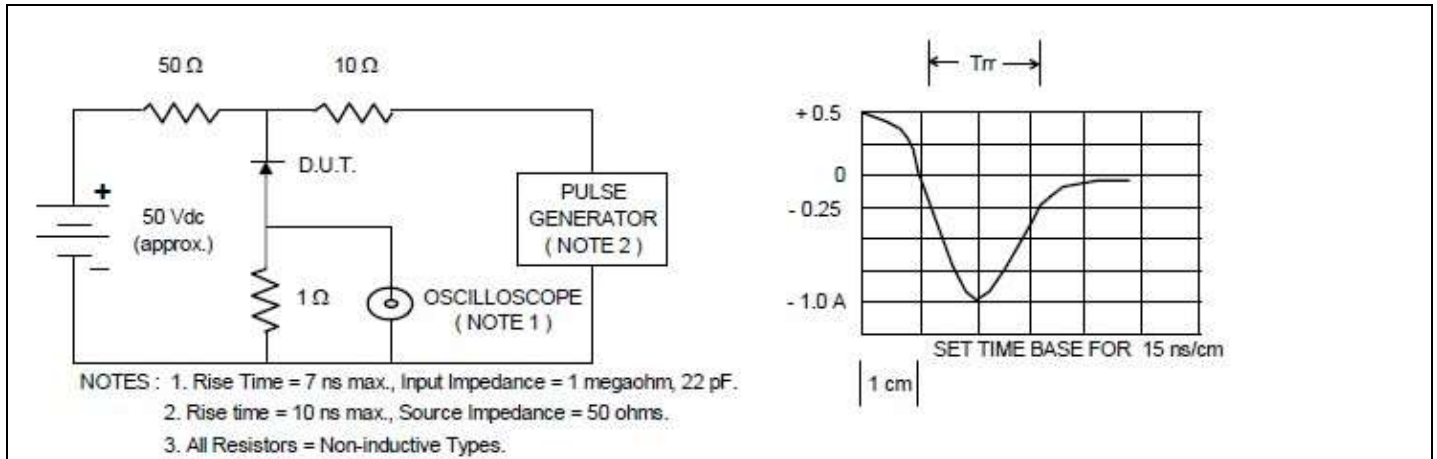 50 Ω
10 Ω
D.U.T.
+
50 Vdc
(approx.)
−
1 Ω
OSCILLOSCOPE
( NOTE 1 )
PULSE
GENERATOR
( NOTE 2 )
Trr
+ 0.5
0
- 0.25
- 1.0 A
SET TIME BASE FOR 15 ns/cm
1 cm
NOTES : 1. Rise Time = 7 ns max., Input Impedance = 1 megaohm, 22 pF.
2. Rise time = 10 ns max., Source Impedance = 50 ohms.
3. All Resistors = Non-inductive Types.